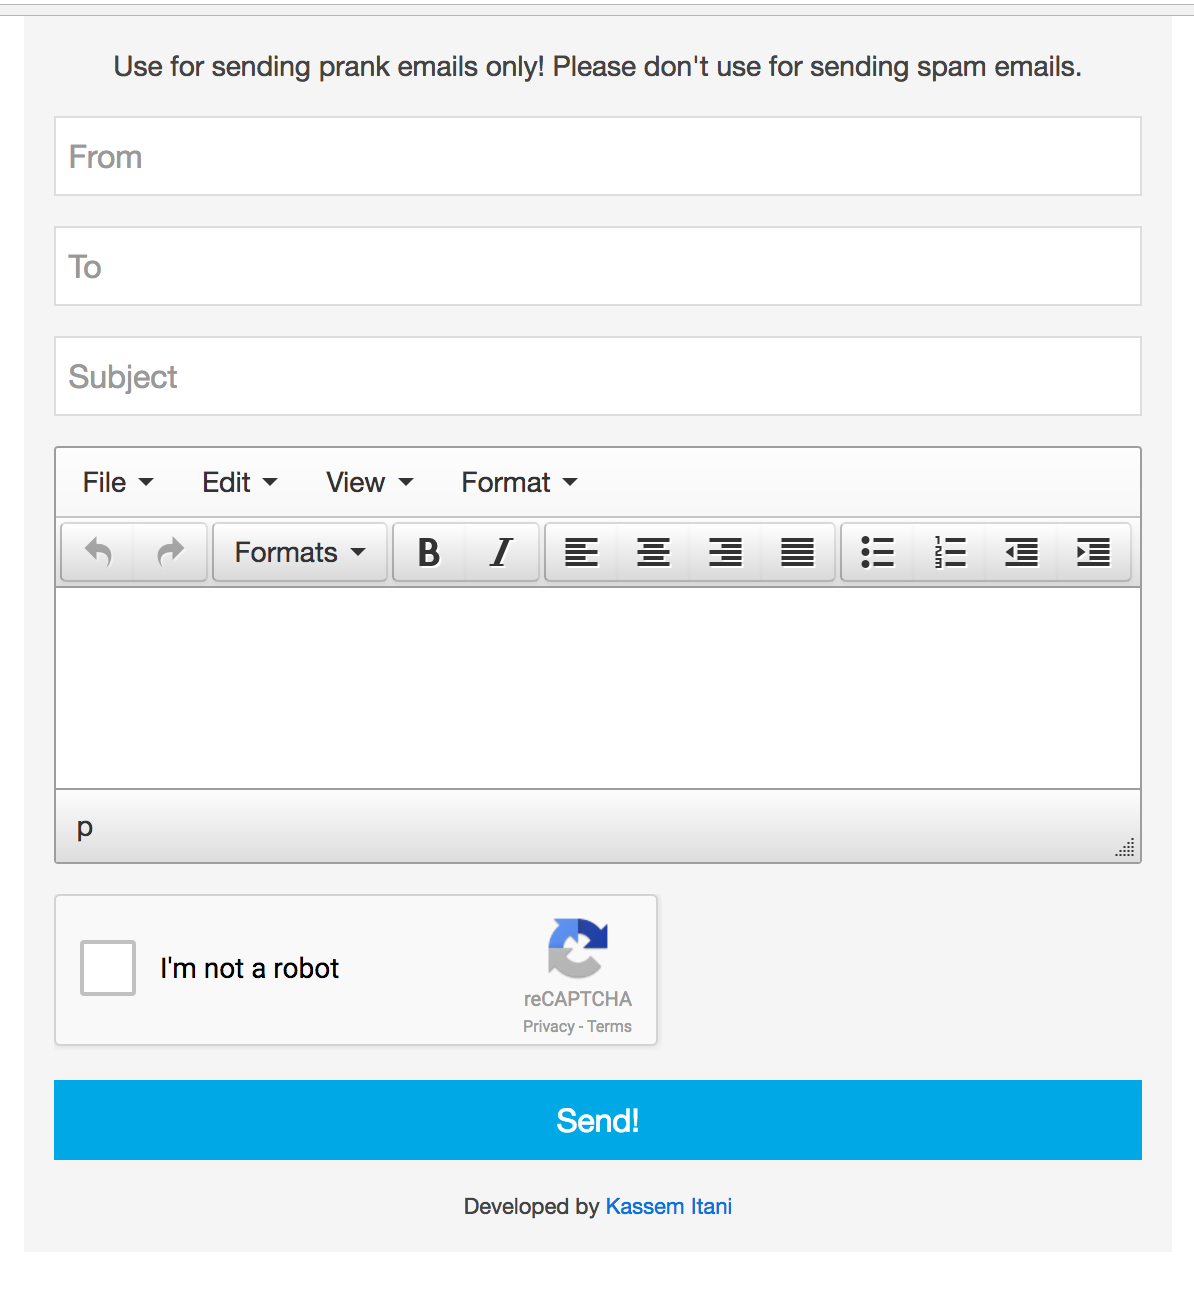 Use for sending prank emails only! Please don't use for sending spam emails.
From
To
Subject
File Edit View Format
Formats B I
p
I'm not a robot
reCAPTCHA
Privacy - Terms
Send!
Developed by Kassem Itani